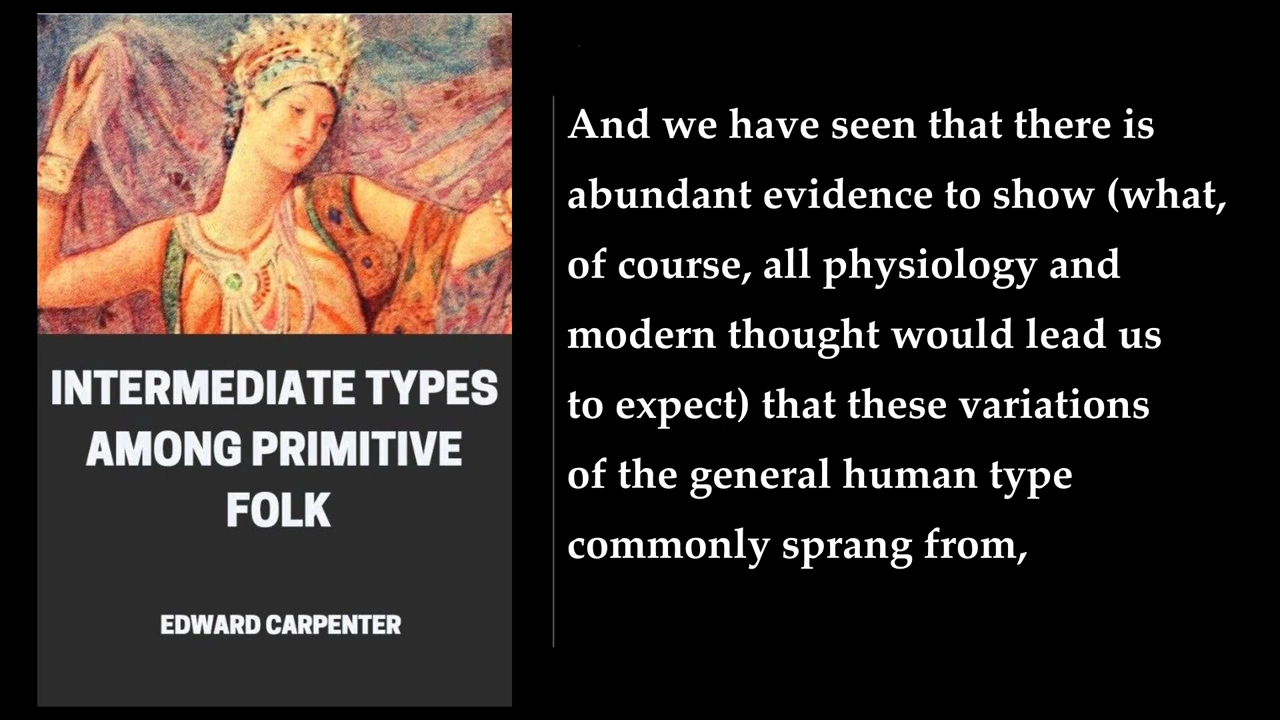 INTERMEDIATE TYPES
AMONG PRIMITIVE
FOLK
EDWARD CARPENTER
And we have seen that there is
abundant evidence to show (what,
of course, all physiology and
modern thought would lead us
to expect) that these variations
of the general human type
commonly sprang from,